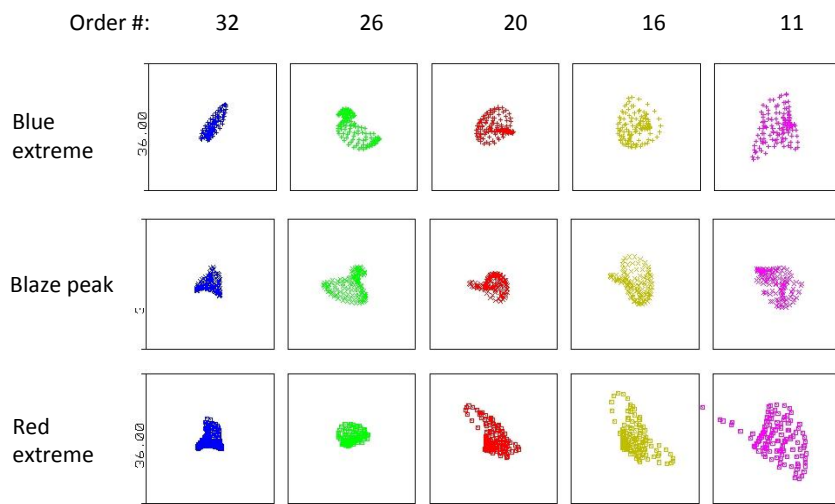 Order #: 32 26 20 16 11
Blue
extreme
36.00
Blaze peak
Red
extreme
36.00